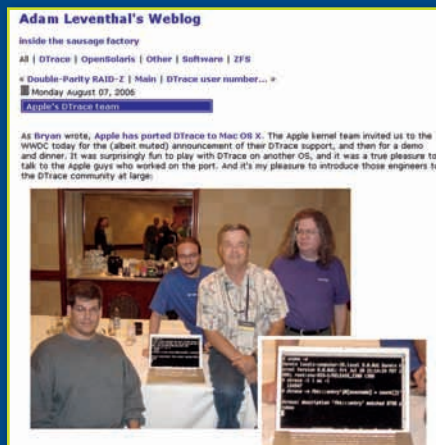 Adam Leventhal's Weblog
inside the sausage factory
All | DTrace | OpenSolaris | Other | Software | ZFS
« Double-Parity RAID-Z | Main | DTrace user number... »
Monday August 07, 2006
Apple's DTrace team
As Bryan wrote, Apple has ported DTrace to Mac OS X. The Apple kernel team invited us to the
WWDC today for the (albeit muted) announcement of their DTrace support, and then for a demo
and dinner. It was surprisingly fun to play with DTrace on another OS, and it was a true pleasure to
talk to the Apple guys who worked on the port. And it's my pleasure to introduce those engineers to
the DTrace community at large: